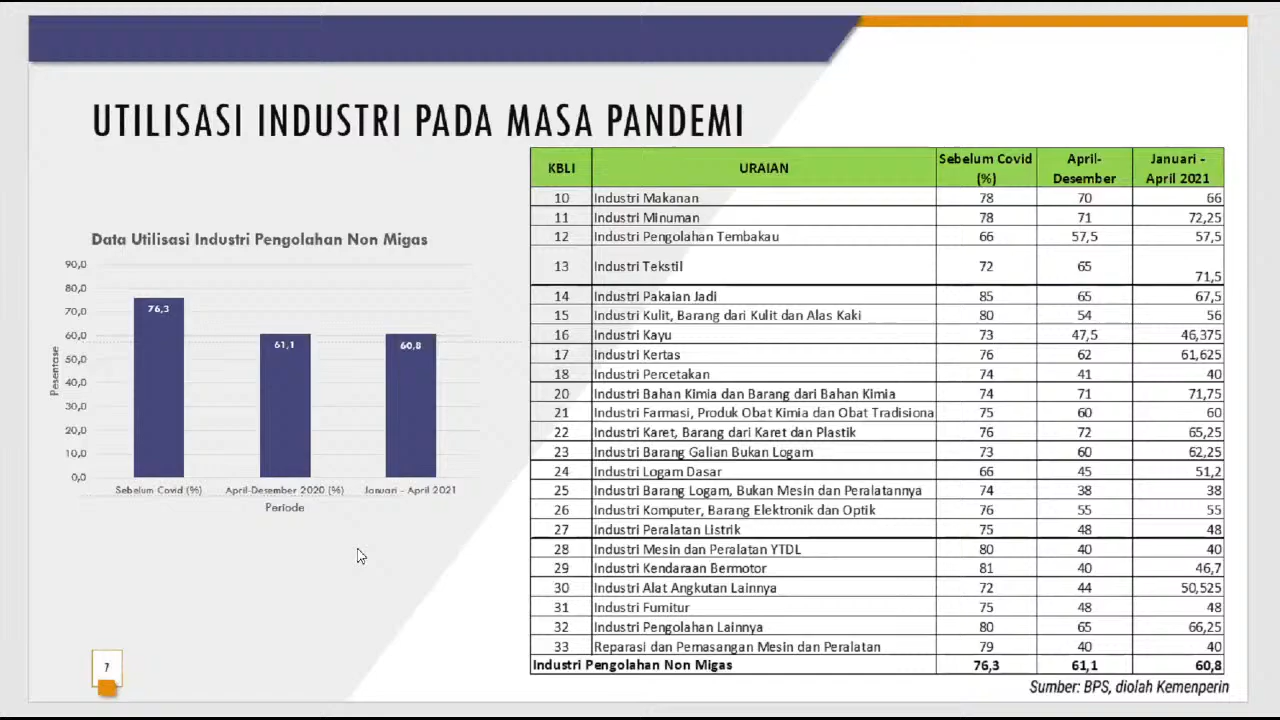 UTILISASI INDUSTRI PADA MASA PANDEMI
Data Utilisasi Industri Pengolahan Non Migas
90,0
80,0
70,0
60,0
50,0
40,0
30,0
20,0
10,0
0,0
Pesentase
76,3
61,1
60,8
Sebelum Covid (%) April-Desember 2020 (%) Januari - April 2021
Periode
KBLI URAIAN Sebelum Covid (%) April-Desember Januari - April 2021
10 Industri Makanan 78 70 66
11 Industri Minuman 78 71 72,25
12 Industri Pengolahan Tembakau 66 57,5 57,5
13 Industri Tekstil 72 65 71,5
14 Industri Pakaian Jadi 85 65 67,5
15 Industri Kulit, Barang dari Kulit dan Alas Kaki 80 54 56
16 Industri Kayu 73 47,5 46,375
17 Industri Kertas 76 62 61,625
18 Industri Percetakan 74 41 40
20 Industri Bahan Kimia dan Barang dari Bahan Kimia 74 71 71,75
21 Industri Farmasi, Produk Obat Kimia dan Obat Tradisiona 75 60 60
22 Industri Karet, Barang dari Karet dan Plastik 76 72 65,25
23 Industri Barang Galian Bukan Logam 73 60 62,25
24 Industri Logam Dasar 66 45 51,2
25 Industri Barang Logam, Bukan Mesin dan Peralatannya 74 38 38
26 Industri Komputer, Barang Elektronik dan Optik 76 55 55
27 Industri Peralatan Listrik 75 48 48
28 Industri Mesin dan Peralatan YTDL 80 40 40
29 Industri Kendaraan Bermotor 81 40 46,7
30 Industri Alat Angkutan Lainnya 72 44 50,525
31 Industri Furnitur 75 48 48
32 Industri Pengolahan Lainnya 80 65 66,25
33 Reparasi dan Pemasangan Mesin dan Peralatan 79 40 40
Industri Pengolahan Non Migas 76,3 61,1 60,8
Sumber: BPS, diolah Kemenperin
7